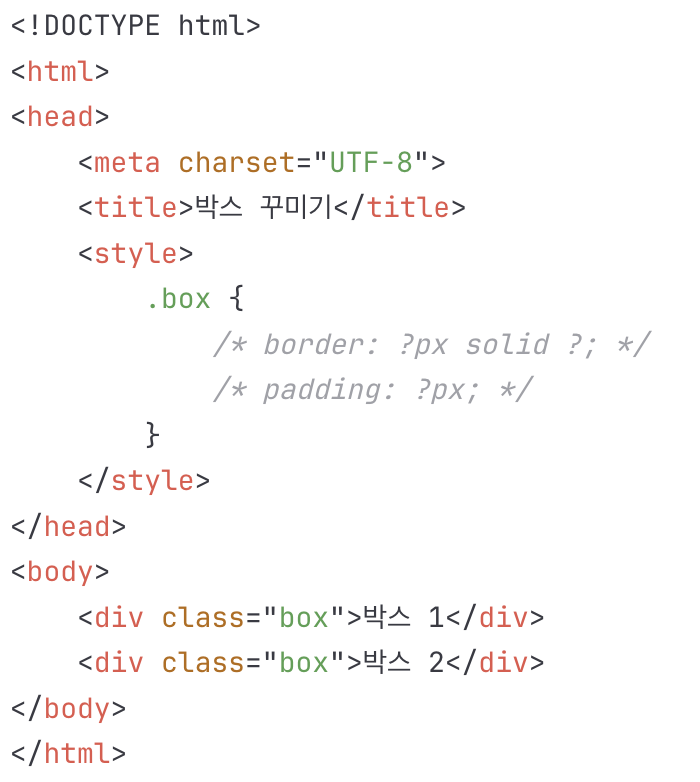 <!DOCTYPE html>
<html>
<head>
    <meta charset="UTF-8">
    <title>박스 꾸미기</title>
    <style>
        .box {
            /* border: ?px solid ?; */
            /* padding: ?px; */
        }
    </style>
</head>
<body>
    <div class="box">박스 1</div>
    <div class="box">박스 2</div>
</body>
</html>